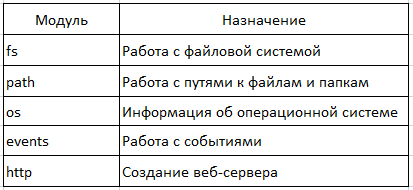 Модуль Назначение
fs Работа с файловой системой
path Работа с путями к файлам и папкам
os Информация об операционной системе
events Работа с событиями
http Создание веб-сервера